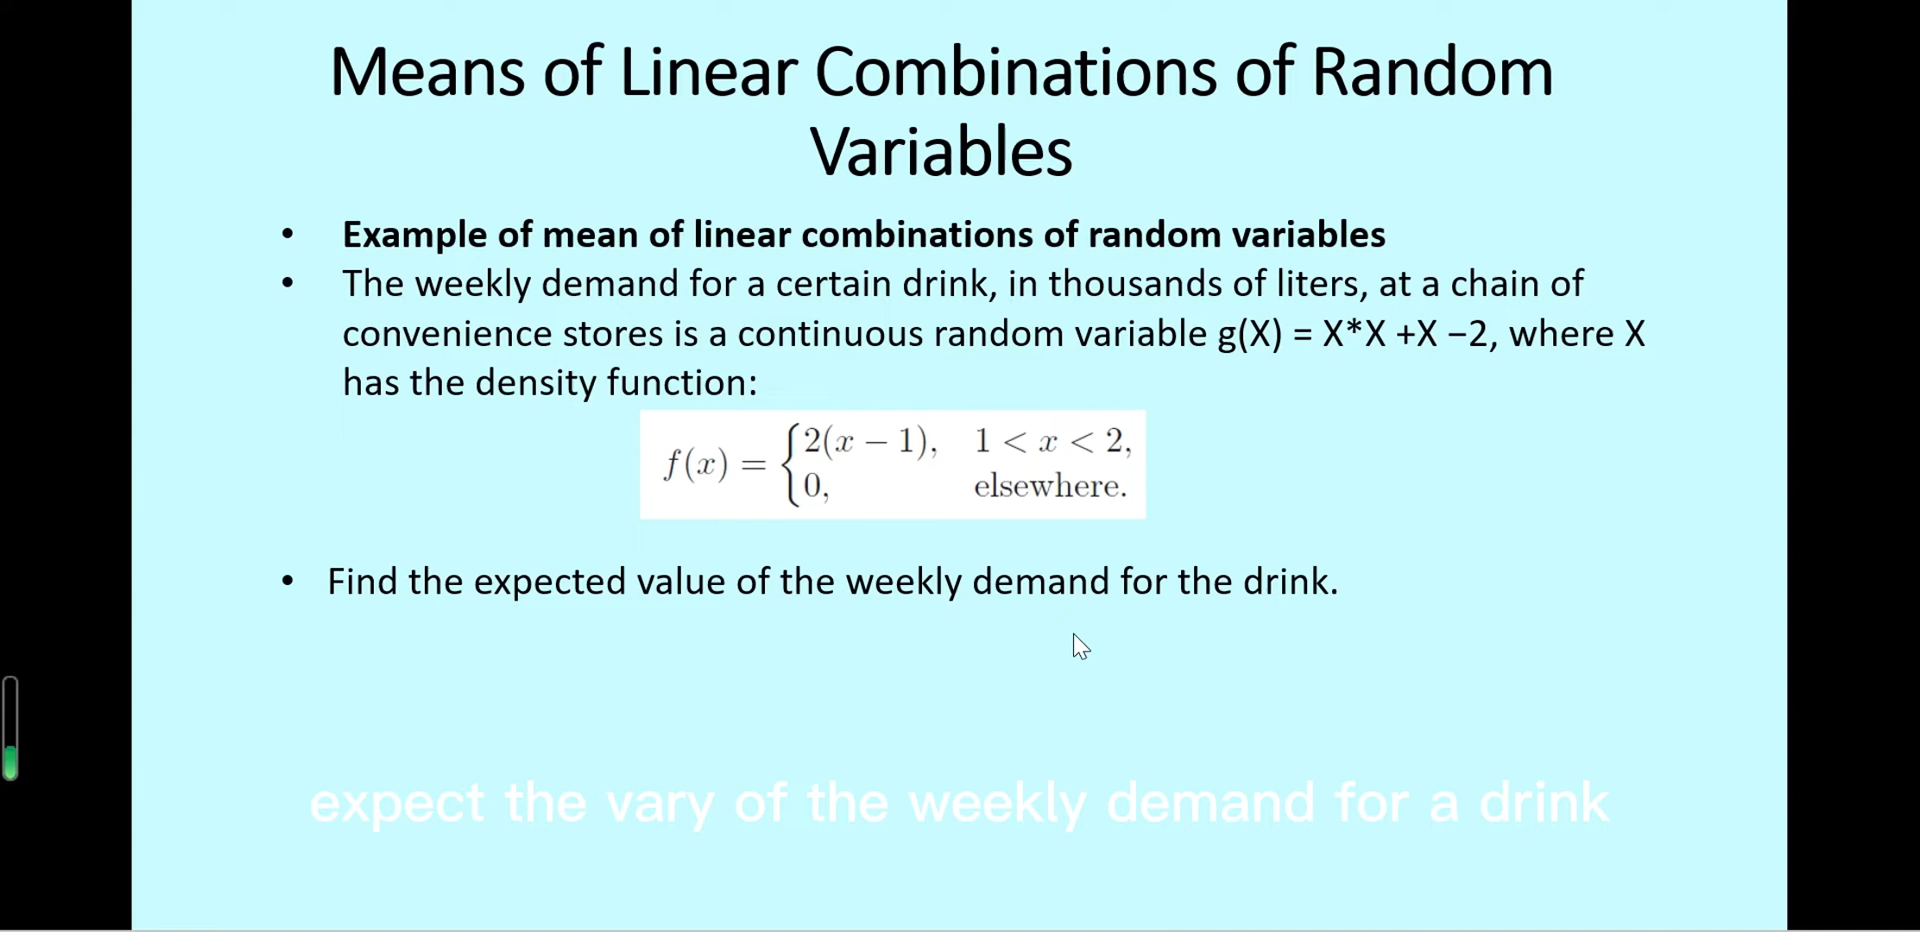 Means of Linear Combinations of Random
Variables
• Example of mean of linear combinations of random variables
• The weekly demand for a certain drink, in thousands of liters, at a chain of
convenience stores is a continuous random variable g(X) = X*X +X −2, where X
has the density function:
f(x) = { 2(x − 1), 1 < x < 2,
0, elsewhere.
• Find the expected value of the weekly demand for the drink.
expect the vary of the weekly demand for a drink